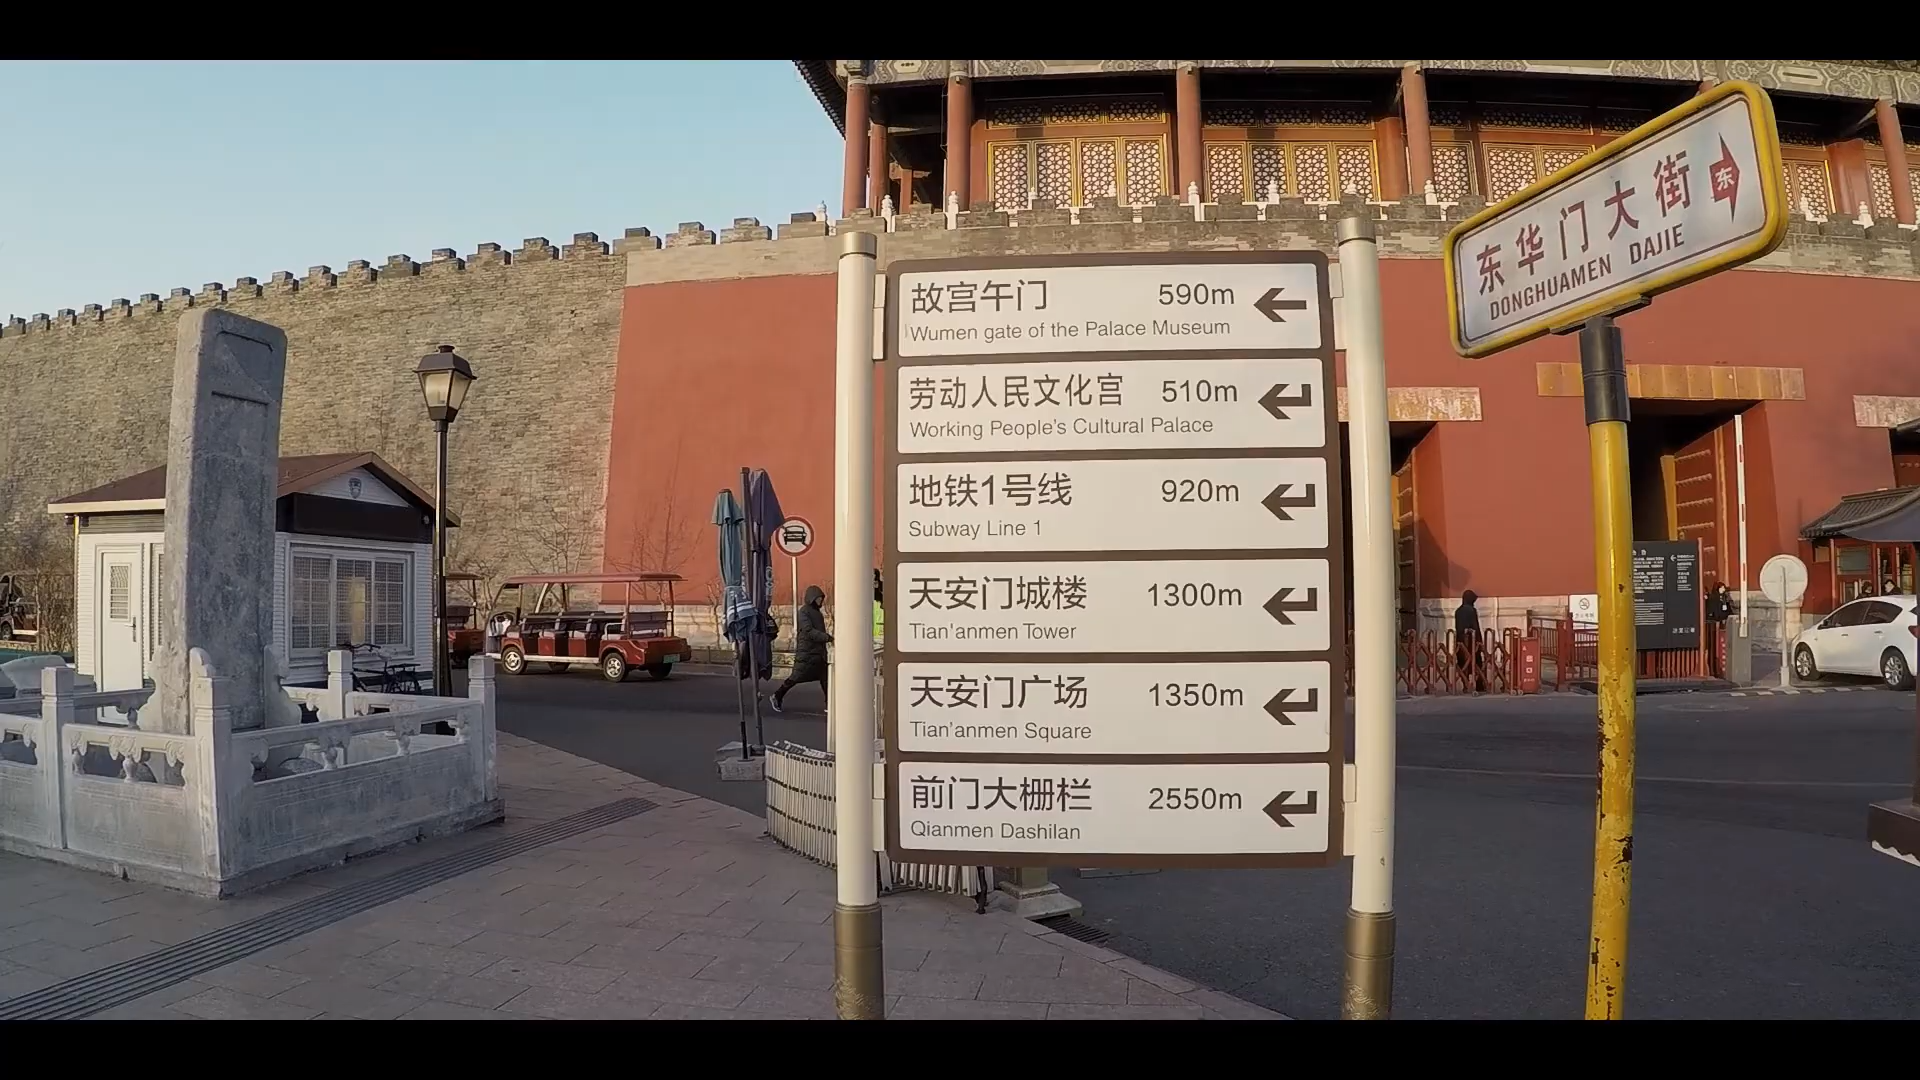 故宫午门 590m
Wumen gate of the Palace Museum
劳动人民文化宫 510m
Working People's Cultural Palace
地铁1号线 920m
Subway Line 1
天安门城楼 1300m
Tian'anmen Tower
天安门广场 1350m
Tian'anmen Square
前门大栅栏 2550m
Qianmen Dashilan
东华门大街 东
DONGHUAMEN DAJIE